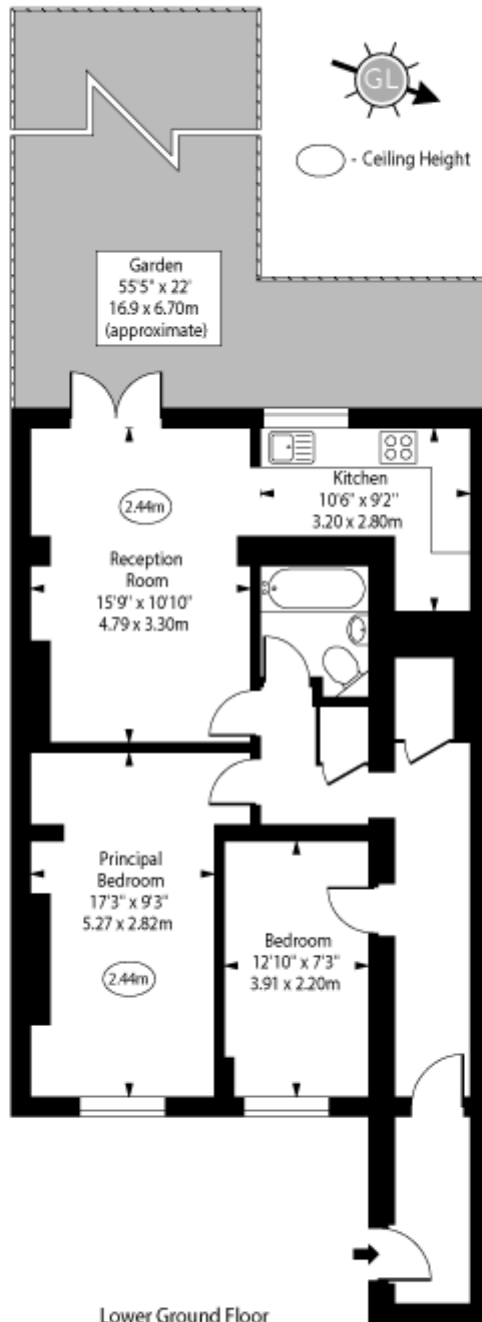 GL
- Ceiling Height
Garden
55'5" x 22'
16.9 x 6.70m
(approximate)
2.44m
Kitchen
10'6" x 9'2"
3.20 x 2.80m
Reception
Room
15'9" x 10'10"
4.79 x 3.30m
Principal
Bedroom
17'3" x 9'3"
5.27 x 2.82m
2.44m
Bedroom
12'10" x 7'3"
3.91 x 2.20m
Lower Ground Floor